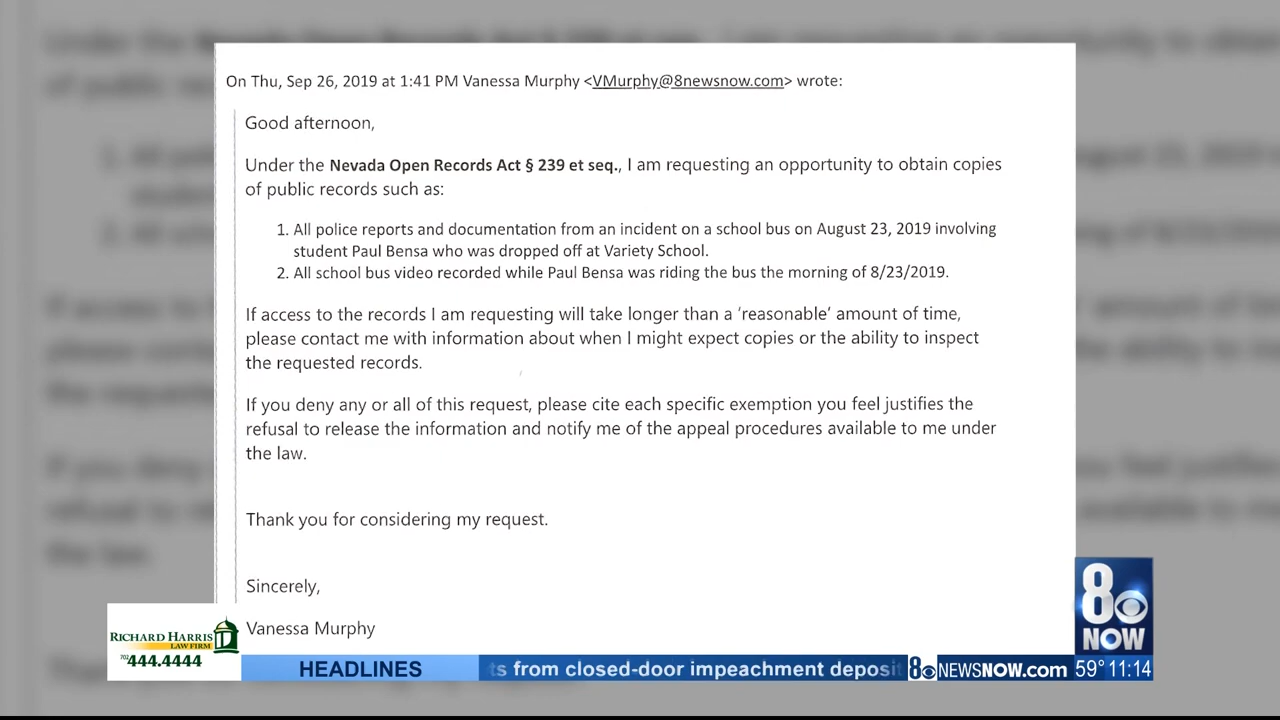 On Thu, Sep 26, 2019 at 1:41 PM Vanessa Murphy <VMurphy@8newsnow.com> wrote:
Good afternoon,
Under the Nevada Open Records Act § 239 et seq., I am requesting an opportunity to obtain copies
of public records such as:
1. All police reports and documentation from an incident on a school bus on August 23, 2019 involving
student Paul Bensa who was dropped off at Variety School.
2. All school bus video recorded while Paul Bensa was riding the bus the morning of 8/23/2019.
If access to the records I am requesting will take longer than a 'reasonable' amount of time,
please contact me with information about when I might expect copies or the ability to inspect
the requested records.
If you deny any or all of this request, please cite each specific exemption you feel justifies the
refusal to release the information and notify me of the appeal procedures available to me under
the law.
Thank you for considering my request.
Sincerely,
Vanessa Murphy
RICHARD HARRIS
LAW FIRM
702 444.4444
8
NOW
HEADLINES
ts from closed-door impeachment deposit
8 NEWSNOW.com 59° 11:14